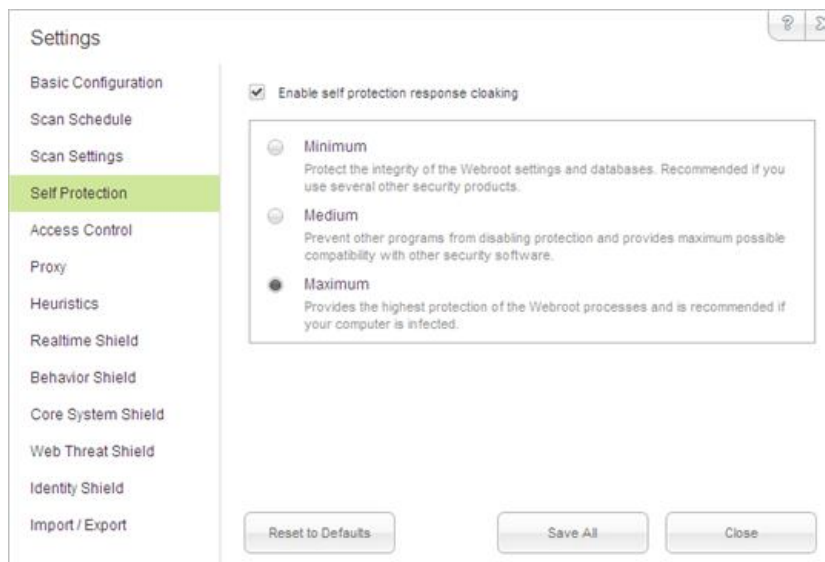 Settings
?
Basic Configuration
Scan Schedule
Scan Settings
Self Protection
Access Control
Proxy
Heuristics
Realtime Shield
Behavior Shield
Core System Shield
Web Threat Shield
Identity Shield
Import / Export
Enable self protection response cloaking
Minimum
Protect the integrity of the Webroot settings and databases. Recommended if you
use several other security products.
Medium
Prevent other programs from disabling protection and provides maximum possible
compatibility with other security software.
Maximum
Provides the highest protection of the Webroot processes and is recommended if
your computer is infected.
Reset to Defaults
Save All
Close